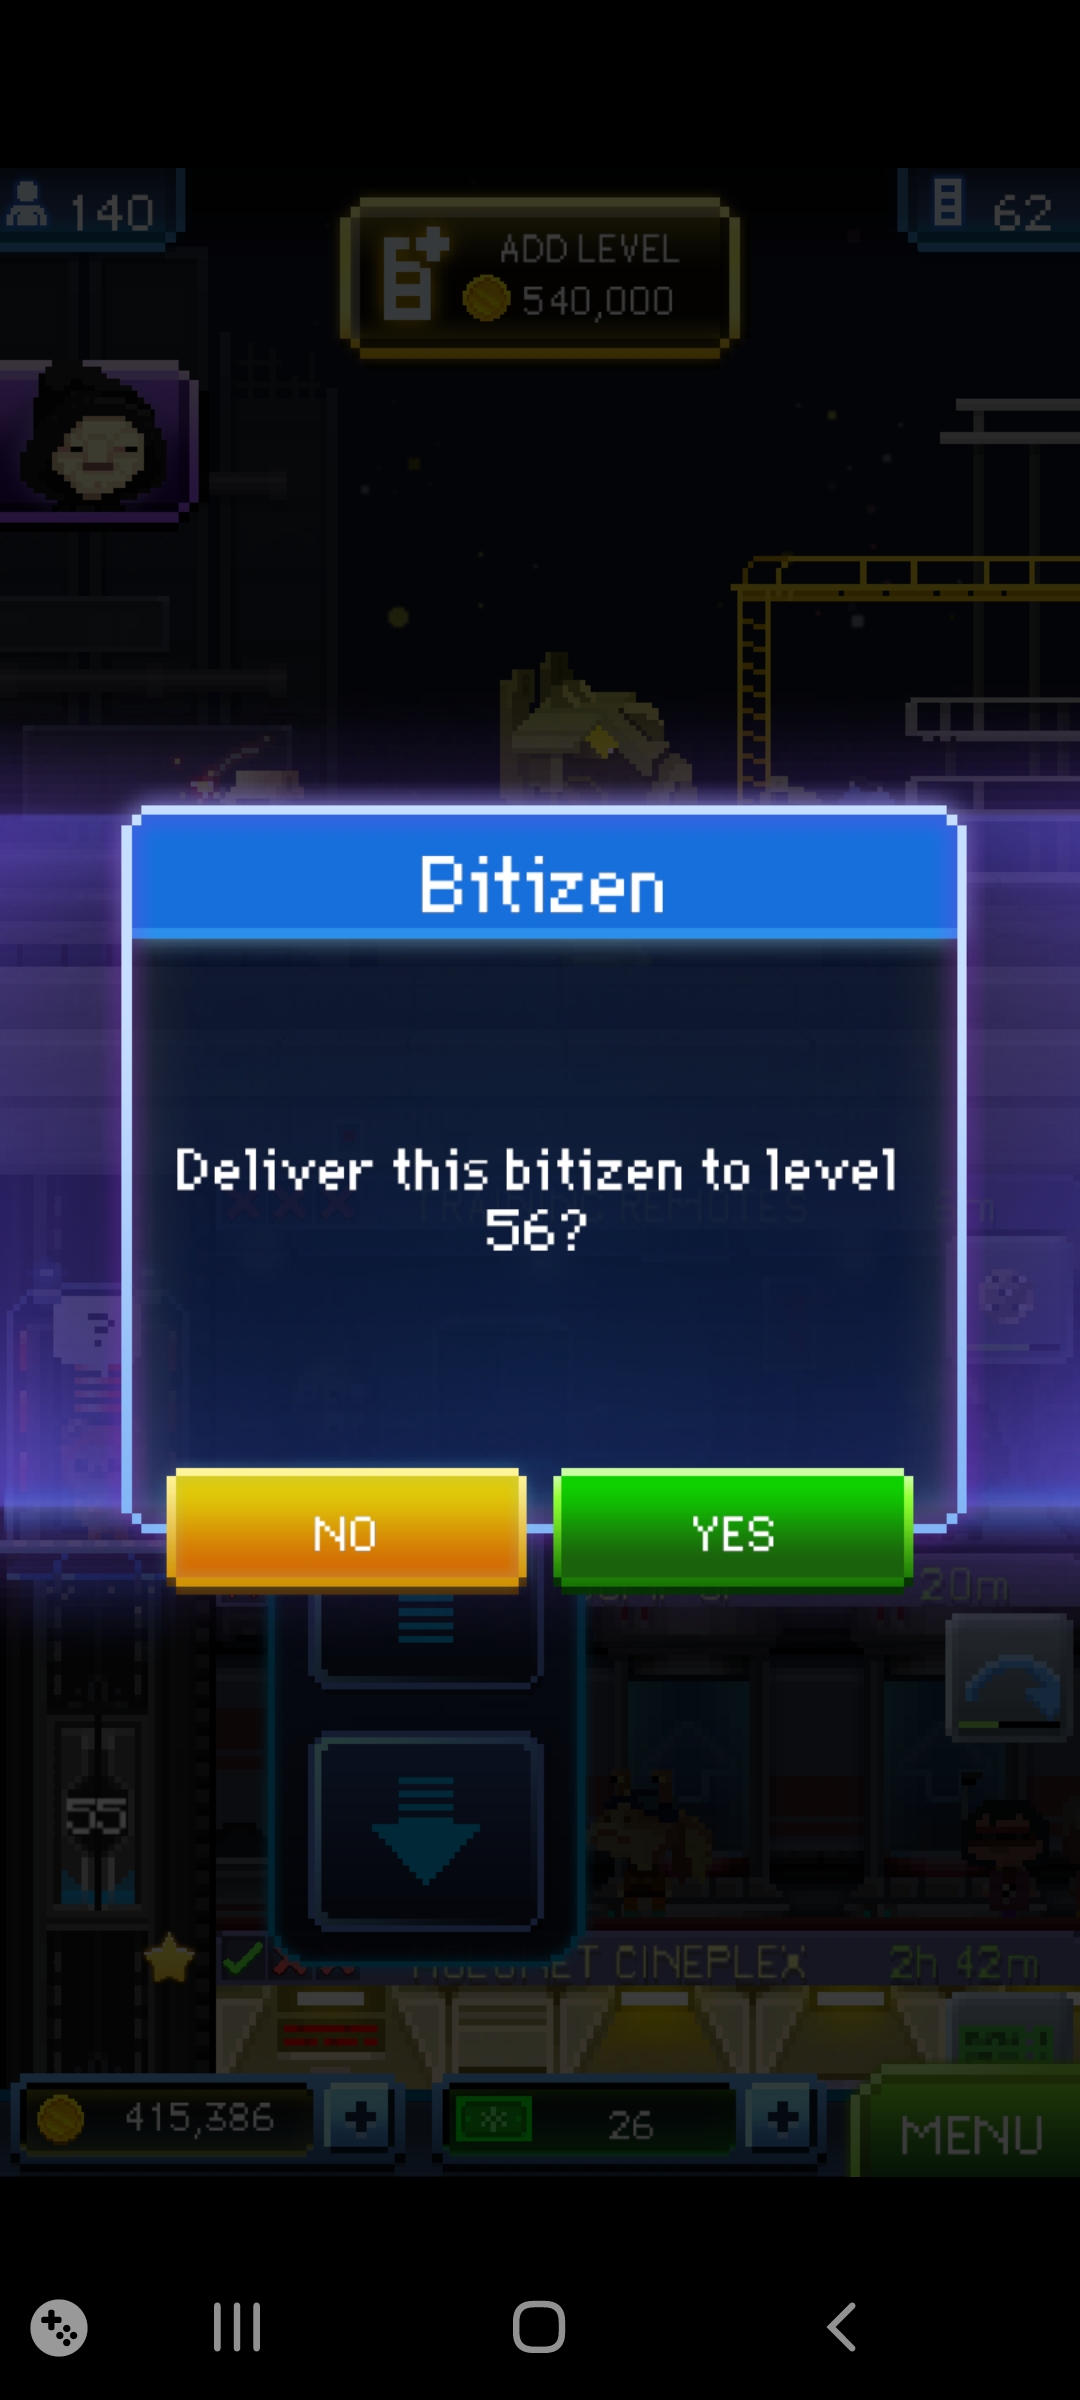 140
ADD LEVEL
540,000
62
Bitizen
Deliver this bitizen to level
56?
REMOTES
?
NO
YES
20m
55
CINEPLEX
2h 42m
415,386
26
MENU